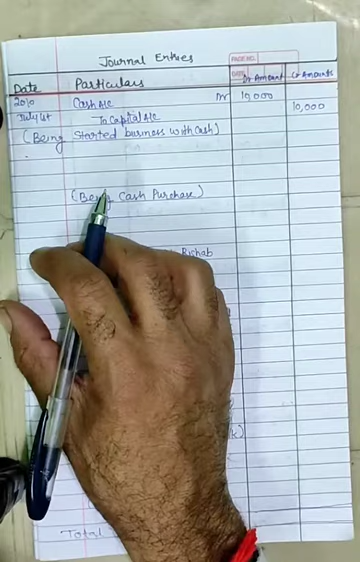 Journal Entries
PAGE NO.
DATE
Date Particulars Dr Amount Cr Amounts
2010 Cash A/c Dr 10,000
July 1st To Capital A/c 10,000
(Being Started business with Cash)
(Being Cash Purchase)
Rishab
k)
Total